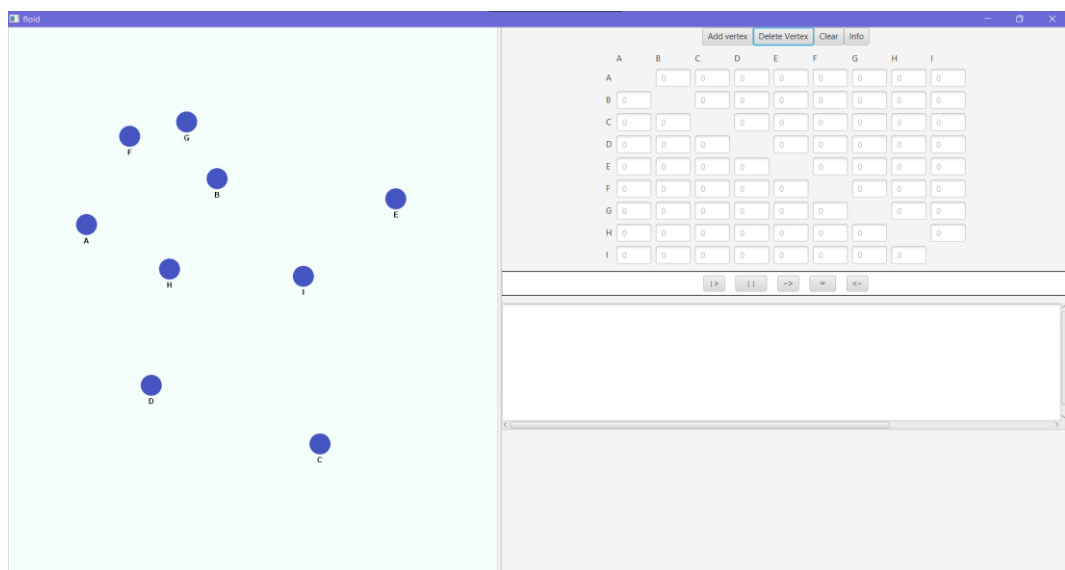 floid
Add vertex Delete Vertex Clear Info
A B C D E F G H I
A 0 0 0 0 0 0 0 0
B 0 0 0 0 0 0 0 0
C 0 0 0 0 0 0 0 0
D 0 0 0 0 0 0 0 0
E 0 0 0 0 0 0 0 0
F 0 0 0 0 0 0 0 0
G 0 0 0 0 0 0 0 0
H 0 0 0 0 0 0 0 0
I 0 0 0 0 0 0 0 0
|> || -> = <-
G
F
B
E
A
H
I
D
C